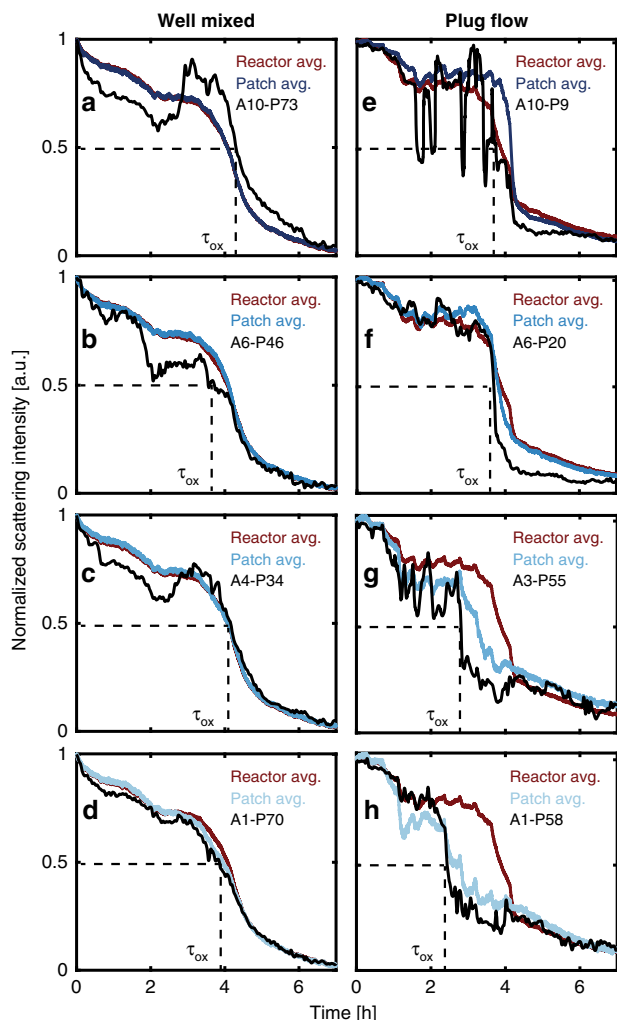 Well mixed
Plug flow
Normalized scattering intensity [a.u.]
1
0.5
0
a
Reactor avg.
Patch avg.
A10-P73
τox
e
Reactor avg.
Patch avg.
A10-P9
τox
1
0.5
0
b
Reactor avg.
Patch avg.
A6-P46
τox
f
Reactor avg.
Patch avg.
A6-P20
τox
1
0.5
0
c
Reactor avg.
Patch avg.
A4-P34
τox
g
Reactor avg.
Patch avg.
A3-P55
τox
1
0.5
0
d
Reactor avg.
Patch avg.
A1-P70
τox
h
Reactor avg.
Patch avg.
A1-P58
τox
0 2 4 6 0 2 4 6
Time [h]